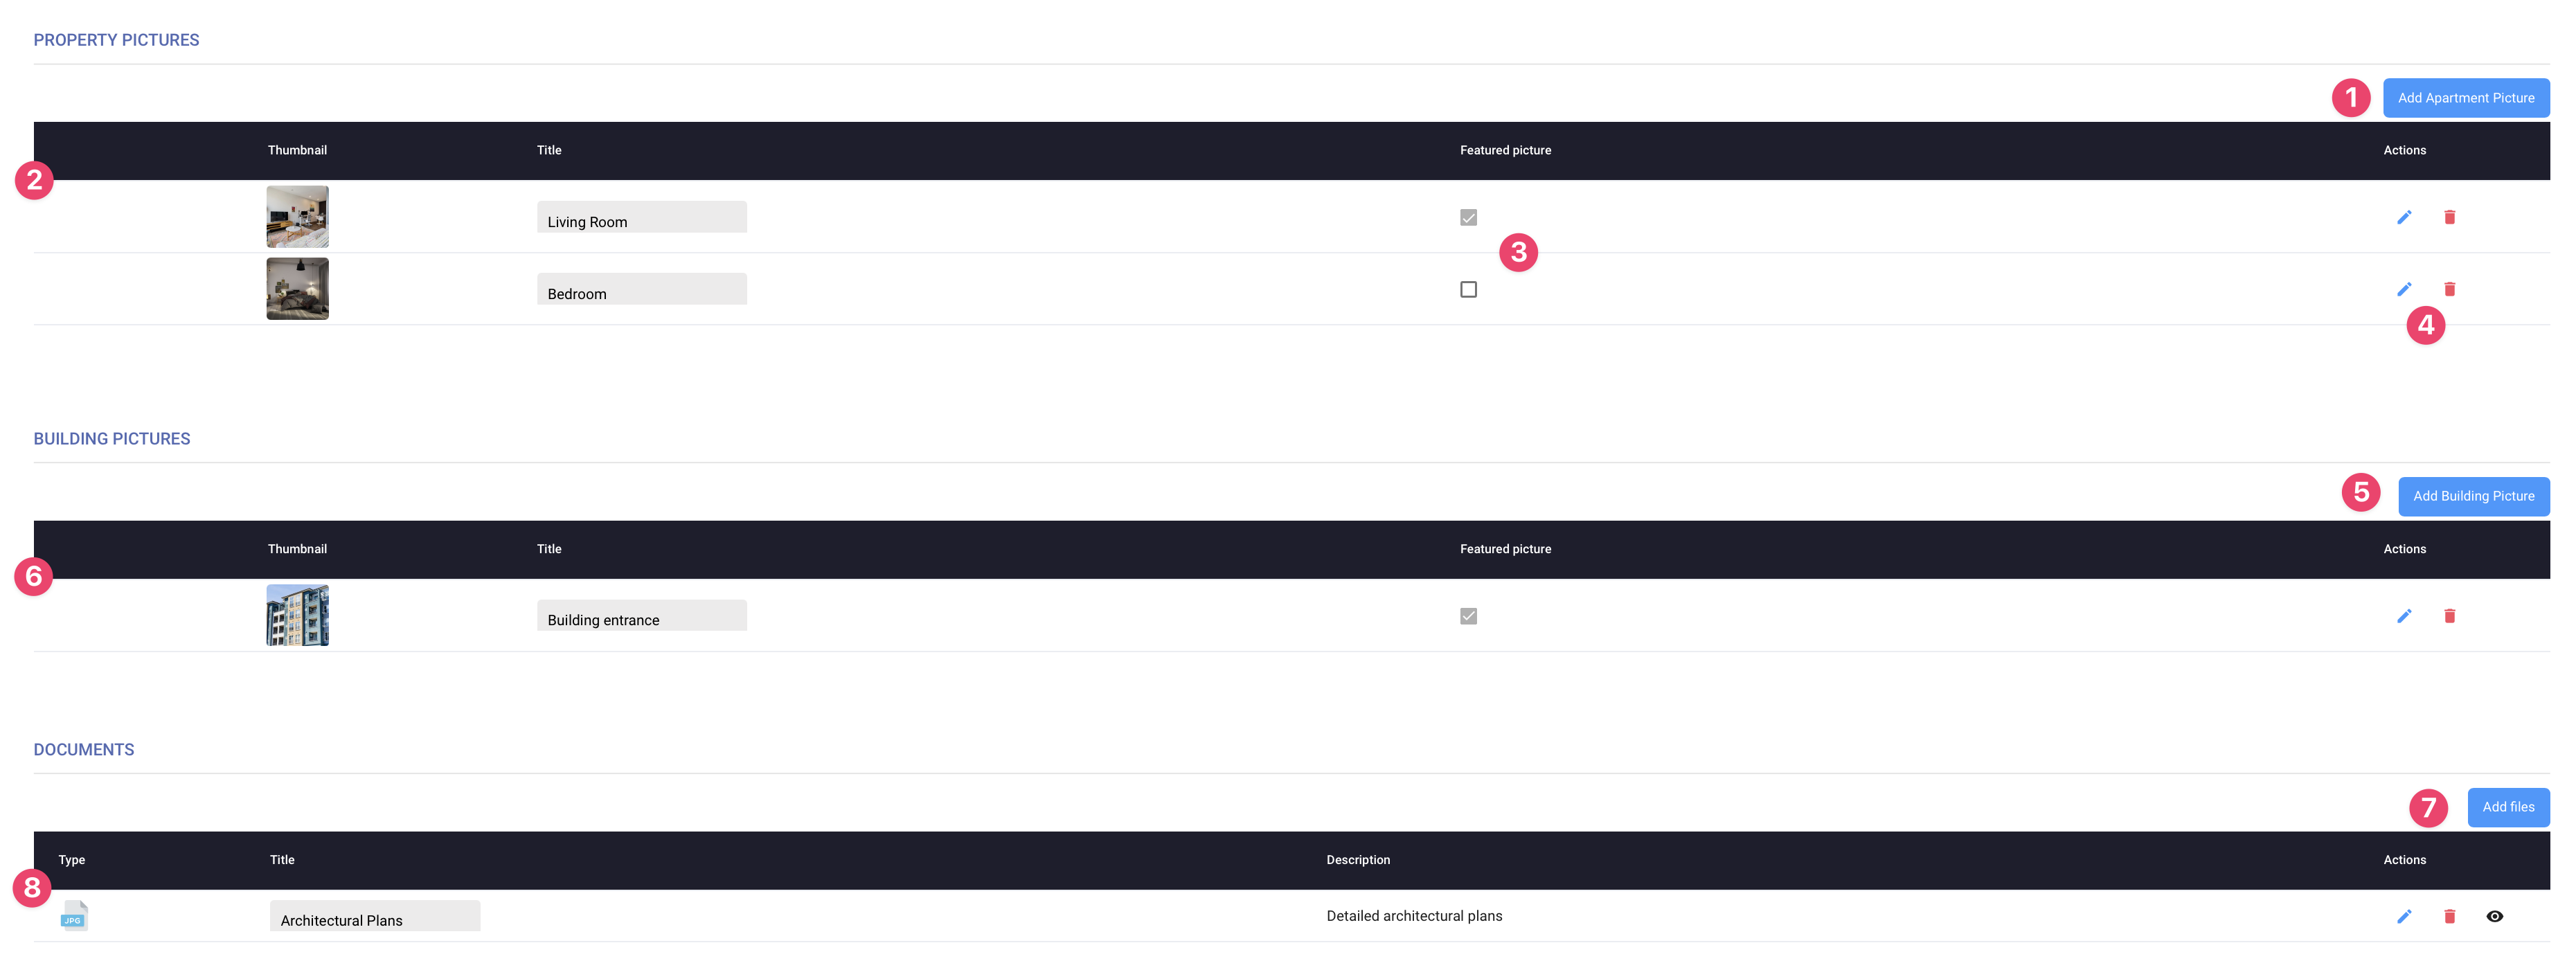 PROPERTY PICTURES
1 Add Apartment Picture
Thumbnail Title Featured picture Actions
2
Living Room
3
Bedroom
4
BUILDING PICTURES
5 Add Building Picture
Thumbnail Title Featured picture Actions
6
Building entrance
DOCUMENTS
7 Add files
Type Title Description Actions
8
JPG Architectural Plans Detailed architectural plans